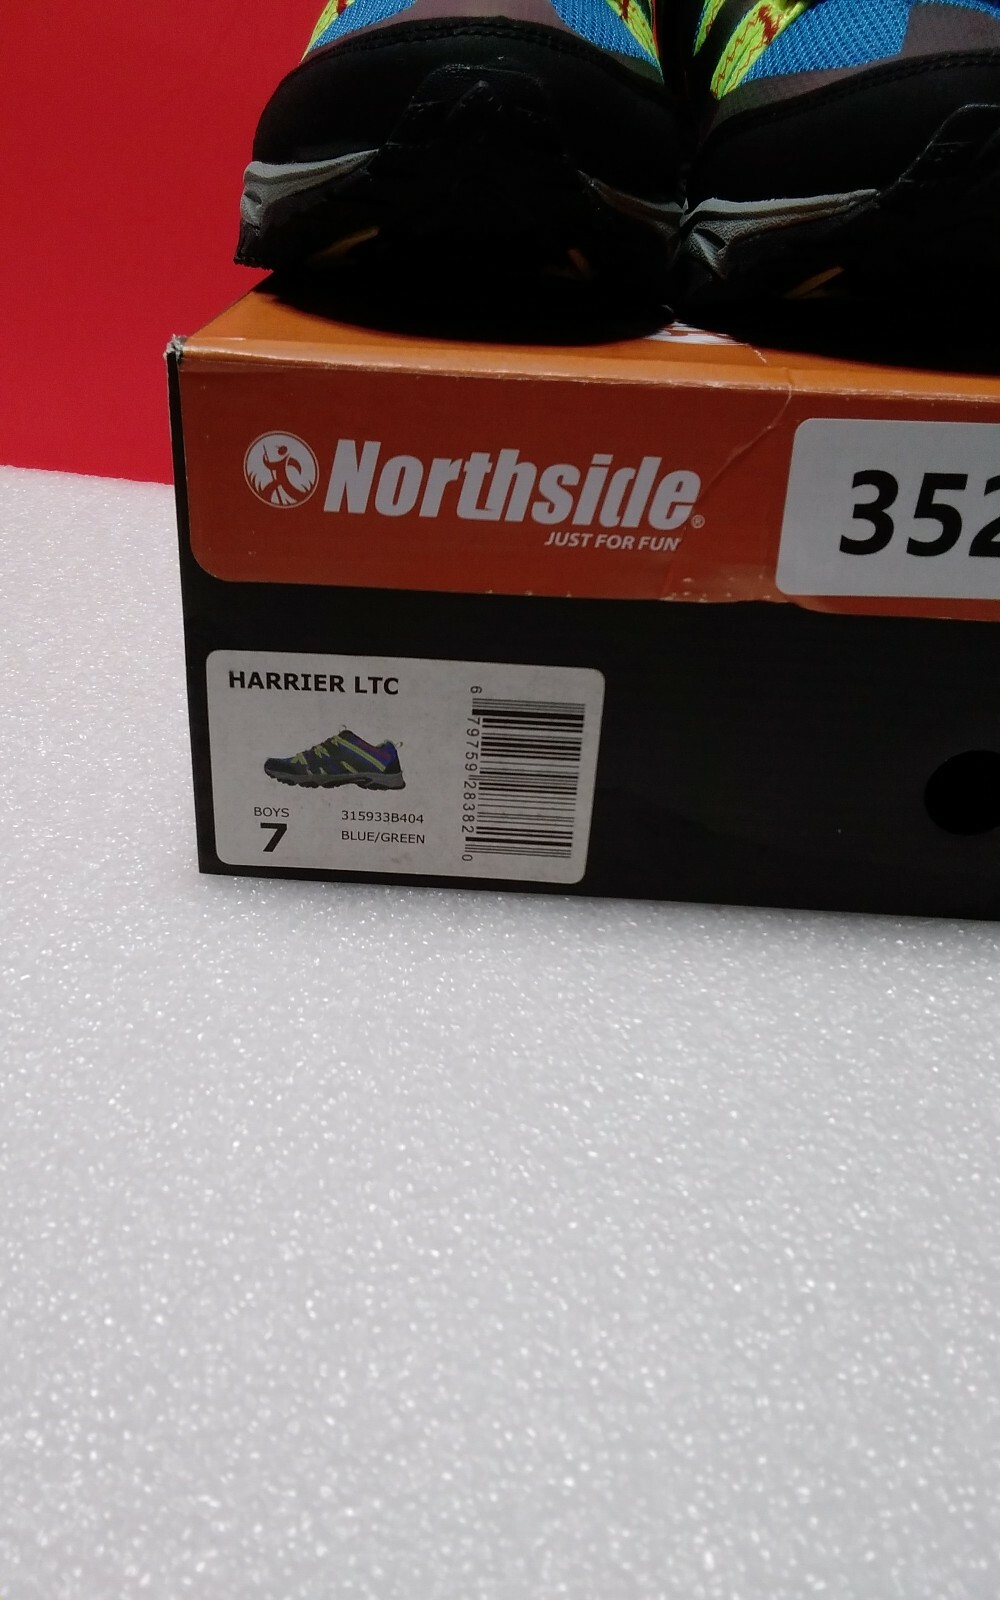 Northside®
JUST FOR FUN
352
HARRIER LTC
BOYS
7
315933B404
BLUE/GREEN
6 79759 28382 0